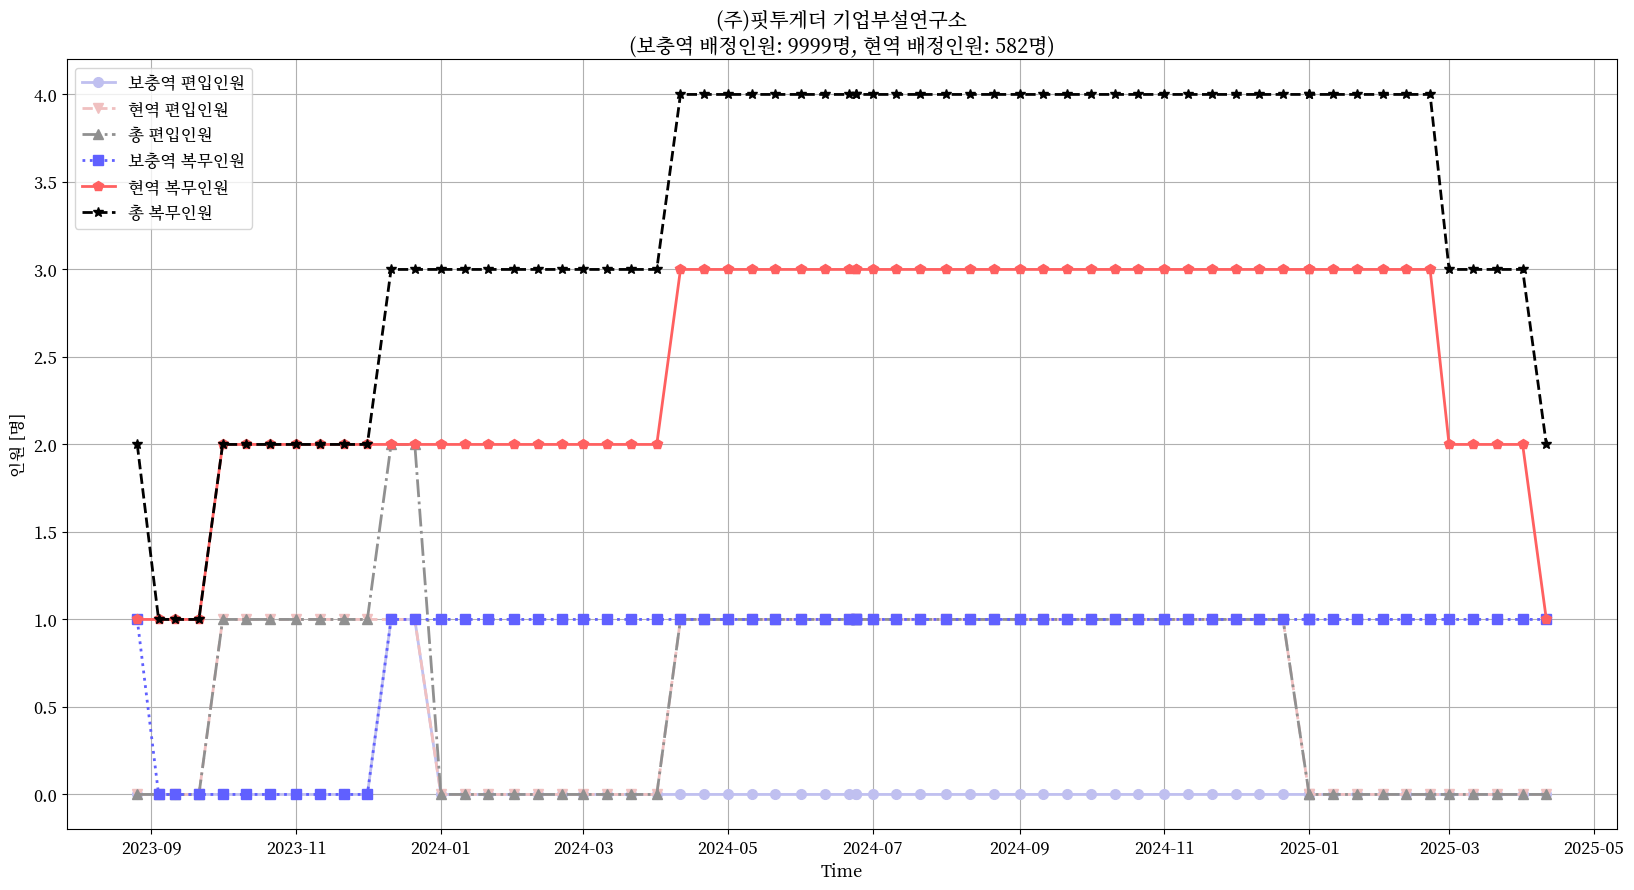 (주)핏투게더 기업부설연구소
(보충역 배정인원: 9999명, 현역 배정인원: 582명)
보충역 편입인원
현역 편입인원
총 편입인원
보충역 복무인원
현역 복무인원
총 복무인원
인원 [명]
4.0
3.5
3.0
2.5
2.0
1.5
1.0
0.5
0.0
2023-09 2023-11 2024-01 2024-03 2024-05 2024-07 2024-09 2024-11 2025-01 2025-03 2025-05
Time